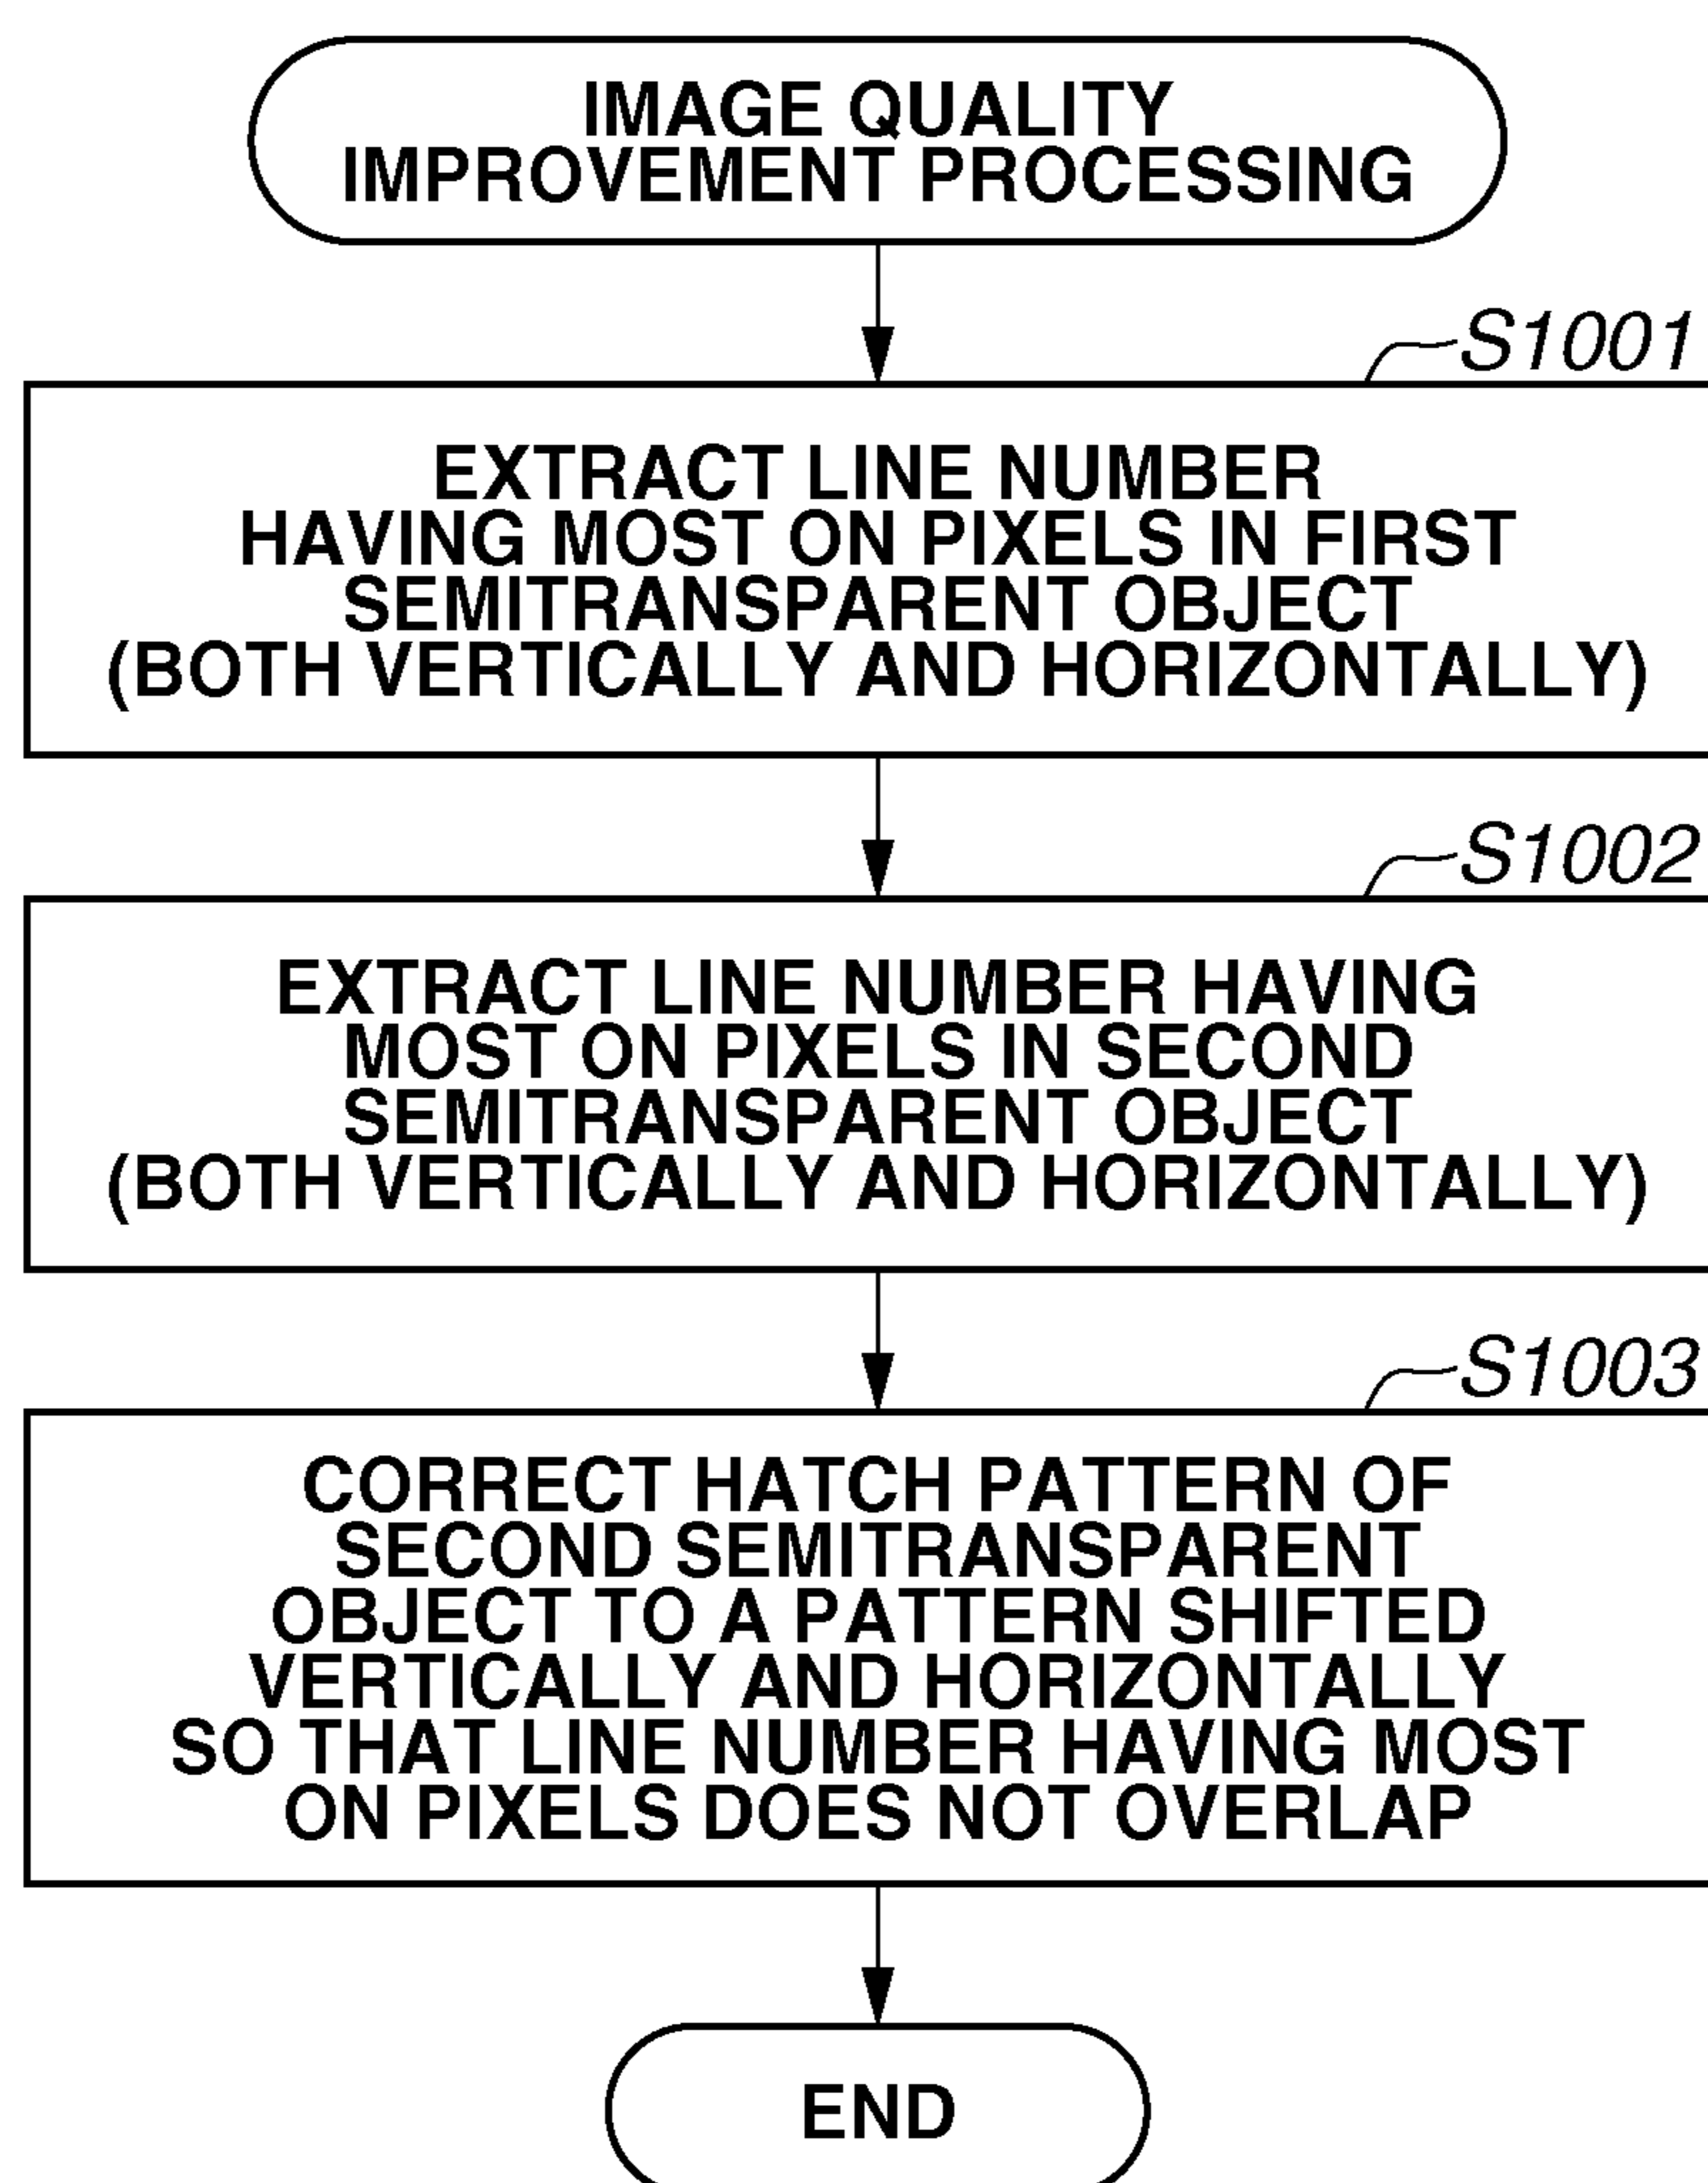 IMAGE QUALITY
IMPROVEMENT PROCESSING
S1001
EXTRACT LINE NUMBER
HAVING MOST ON PIXELS IN FIRST
SEMITRANSPARENT OBJECT
(BOTH VERTICALLY AND HORIZONTALLY)
S1002
EXTRACT LINE NUMBER HAVING
MOST ON PIXELS IN SECOND
SEMITRANSPARENT OBJECT
(BOTH VERTICALLY AND HORIZONTALLY)
S1003
CORRECT HATCH PATTERN OF
SECOND SEMITRANSPARENT
OBJECT TO A PATTERN SHIFTED
VERTICALLY AND HORIZONTALLY
SO THAT LINE NUMBER HAVING MOST
ON PIXELS DOES NOT OVERLAP
END